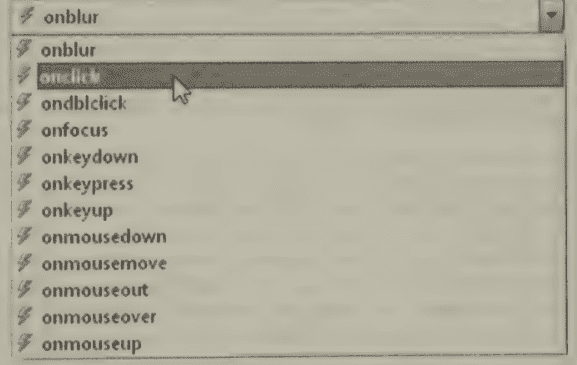 onblur
onblur
onclick
ondblclick
onfocus
onkeydown
onkeypress
onkeyup
onmousedown
onmousemove
onmouseout
onmouseover
onmouseup